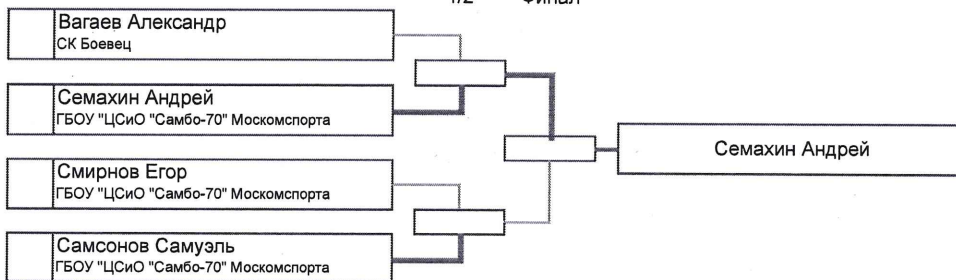 1/2 Финал
Вагаев Александр
СК Боевец
Семахин Андрей
ГБОУ "ЦСиО "Самбо-70" Москомспорта
Смирнов Егор
ГБОУ "ЦСиО "Самбо-70" Москомспорта
Самсонов Самуэль
ГБОУ "ЦСиО "Самбо-70" Москомспорта
Семахин Андрей